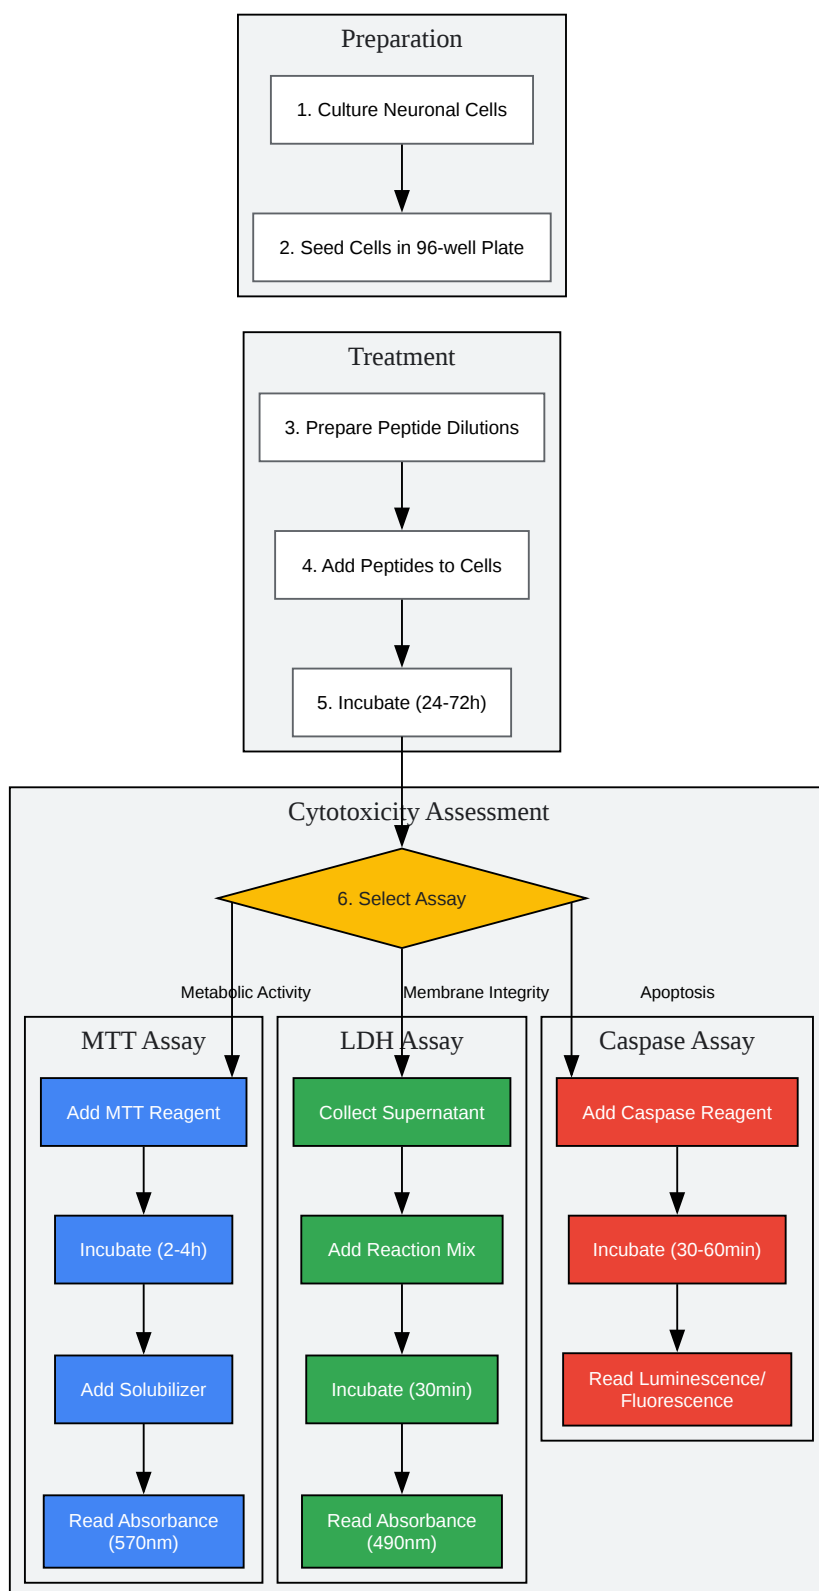 Preparation
1. Culture Neuronal Cells
2. Seed Cells in 96-well Plate
Treatment
3. Prepare Peptide Dilutions
4. Add Peptides to Cells
5. Incubate (24-72h)
Cytotoxicity Assessment
6. Select Assay
Metabolic Activity
Membrane Integrity
Apoptosis
MTT Assay
Add MTT Reagent
Incubate (2-4h)
Add Solubilizer
Read Absorbance
(570nm)
LDH Assay
Collect Supernatant
Add Reaction Mix
Incubate (30min)
Read Absorbance
(490nm)
Caspase Assay
Add Caspase Reagent
Incubate (30-60min)
Read Luminescence/
Fluorescence